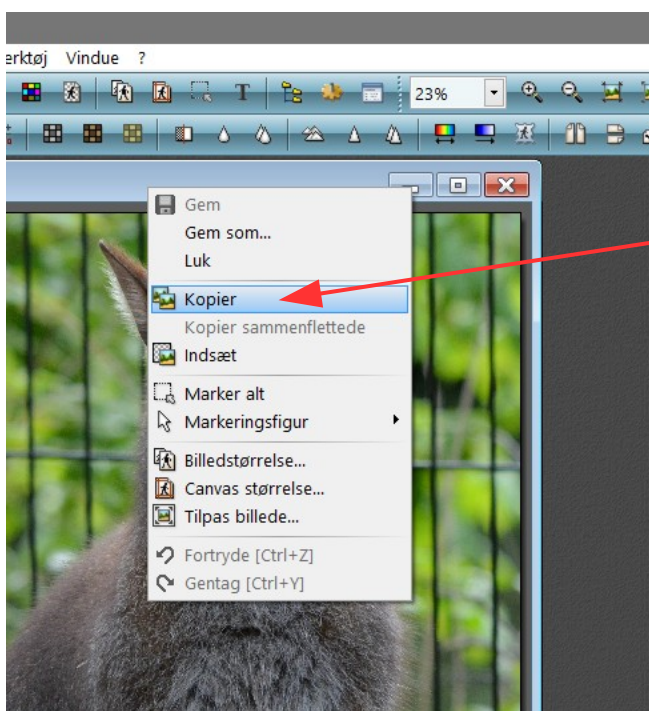 erktøj Vindue ?
T 23%
Gem
Gem som...
Luk
Kopier
Kopier sammenflettede
Indsæt
Marker alt
Markeringsfigur
Billedstørrelse...
Canvas størrelse...
Tilpas billede...
Fortryde [Ctrl+Z]
Gentag [Ctrl+Y]